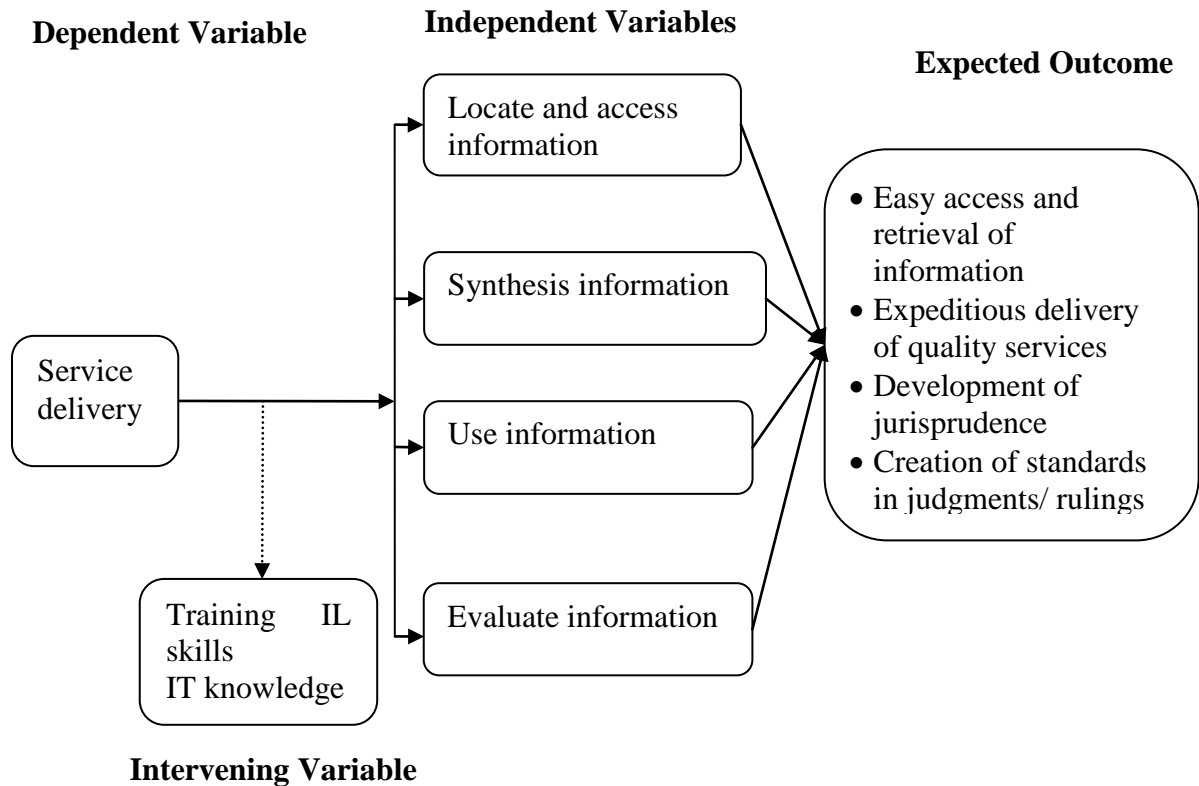 Dependent Variable
Independent Variables
Expected Outcome
Locate and access
information
Synthesis information
Use information
Evaluate information
Service
delivery
Training IL
skills
IT knowledge
Intervening Variable
• Easy access and
retrieval of
information
• Expeditious delivery
of quality services
• Development of
jurisprudence
• Creation of standards
in judgments/ rulings